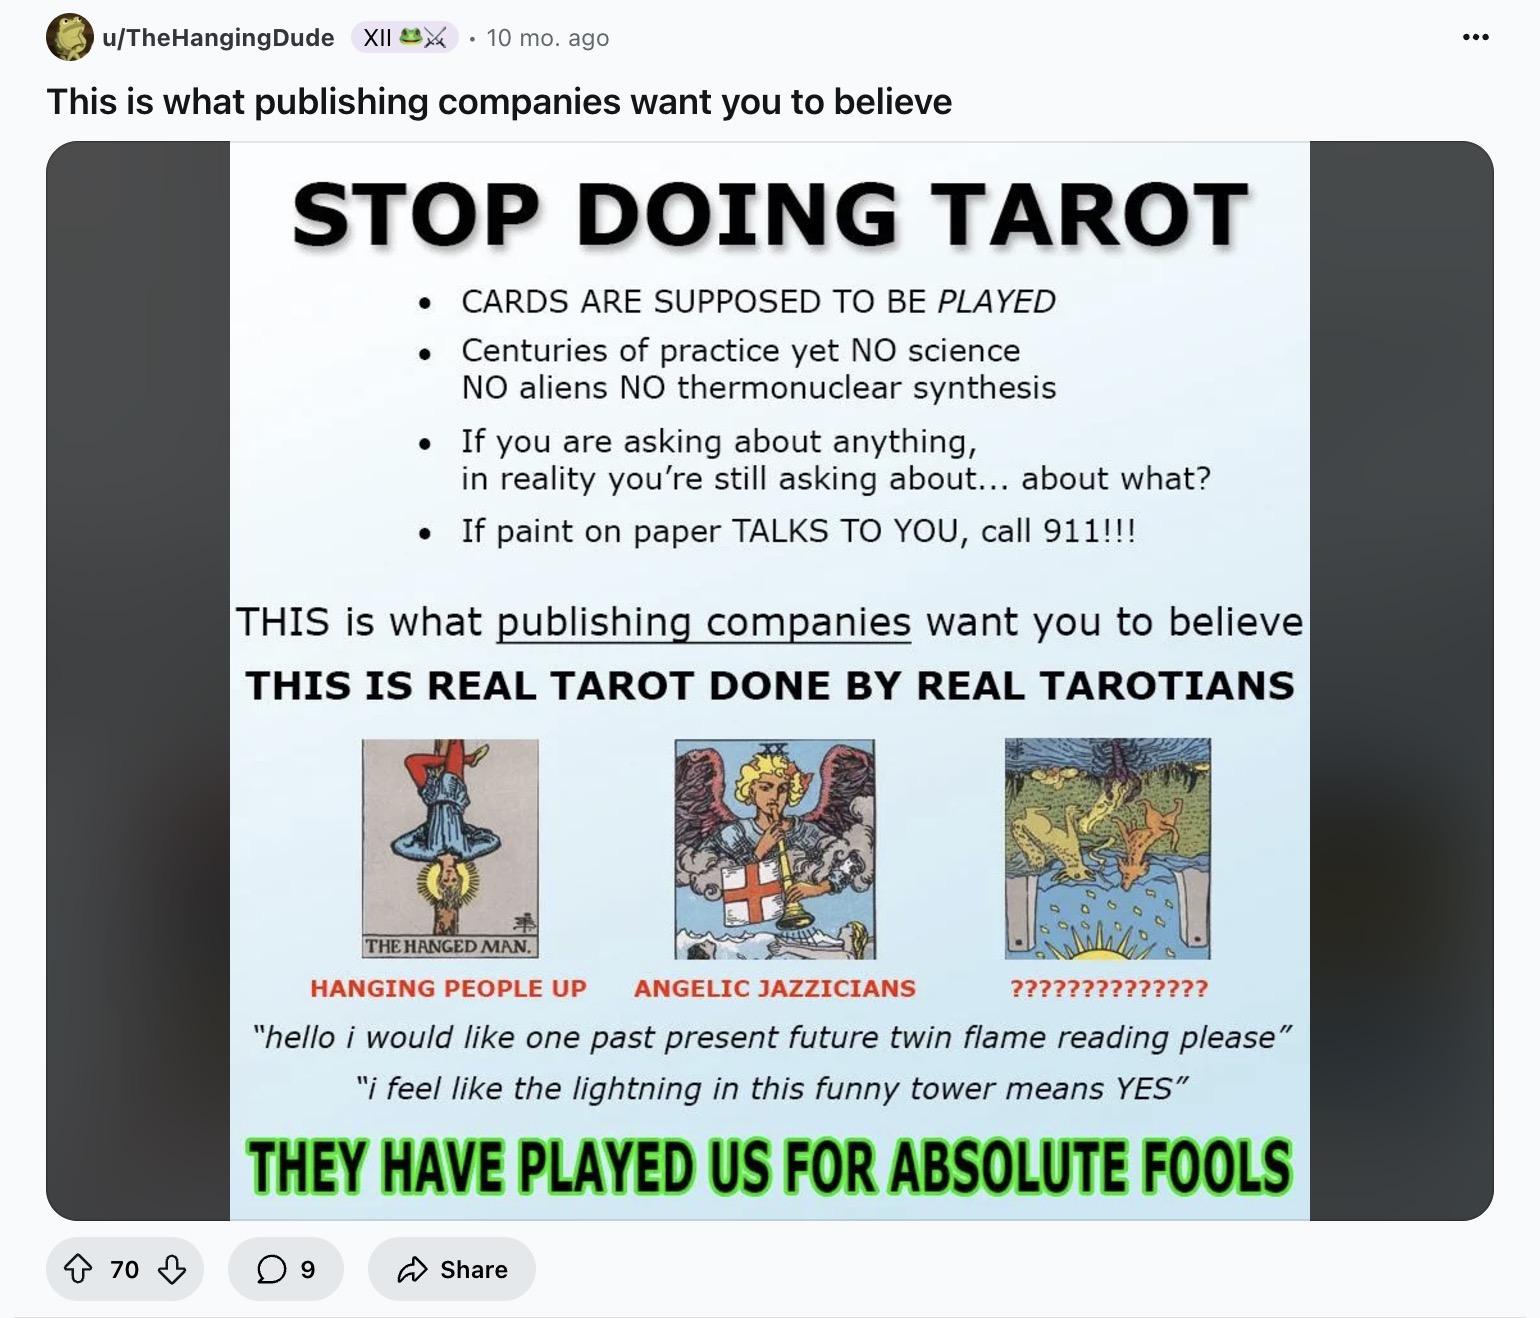 u/TheHangingDude XII 🐸⚔ • 10 mo. ago
This is what publishing companies want you to believe
STOP DOING TAROT
• CARDS ARE SUPPOSED TO BE PLAYED
• Centuries of practice yet NO science
NO aliens NO thermonuclear synthesis
• If you are asking about anything,
in reality you’re still asking about... about what?
• If paint on paper TALKS TO YOU, call 911!!!
THIS is what publishing companies want you to believe
THIS IS REAL TAROT DONE BY REAL TAROTIANS
XX
THE HANGED MAN.
HANGING PEOPLE UP
ANGELIC JAZZICIANS
??????????????
“hello i would like one past present future twin flame reading please”
“i feel like the lightning in this funny tower means YES”
THEY HAVE PLAYED US FOR ABSOLUTE FOOLS
70
9
Share